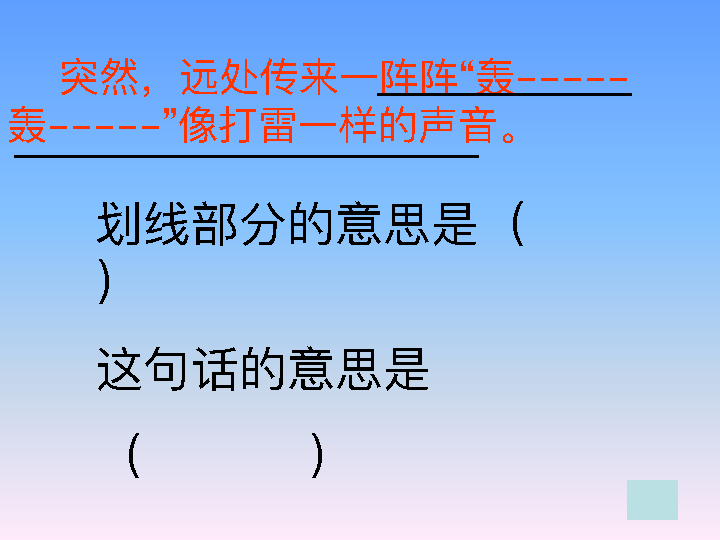 突然，远处传来一阵阵“轰-----
轰-----”像打雷一样的声音。
划线部分的意思是（
）
这句话的意思是
（　　　　）